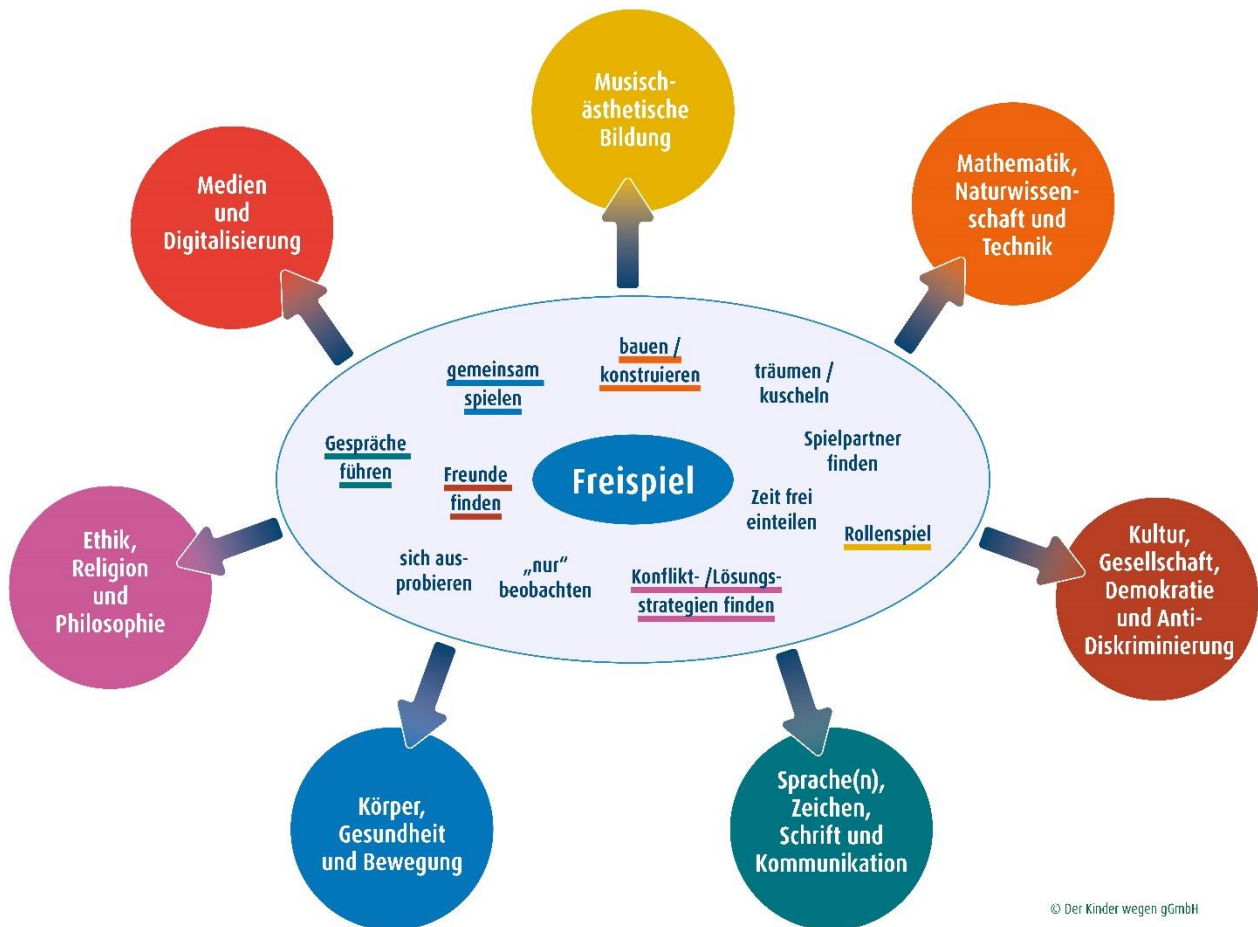 Musisch-
ästhetische
Bildung
Medien
und
Digitalisierung
Mathematik,
Naturwissen-
schaft und
Technik
gemeinsam
spielen
bauen /
konstruieren
träumen /
kuscheln
Gespräche
führen
Freunde
finden
Freispiel
Spielpartner
finden
Zeit frei
einteilen
Rollenspiel
sich aus-
probieren
„nur“
beobachten
Konflikt- /Lösungs-
strategien finden
Ethik,
Religion
und
Philosophie
Kultur,
Gesellschaft,
Demokratie
und Anti-
Diskriminierung
Körper,
Gesundheit
und Bewegung
Sprache(n),
Zeichen,
Schrift und
Kommunikation
© Der Kinder wegen gGmbH